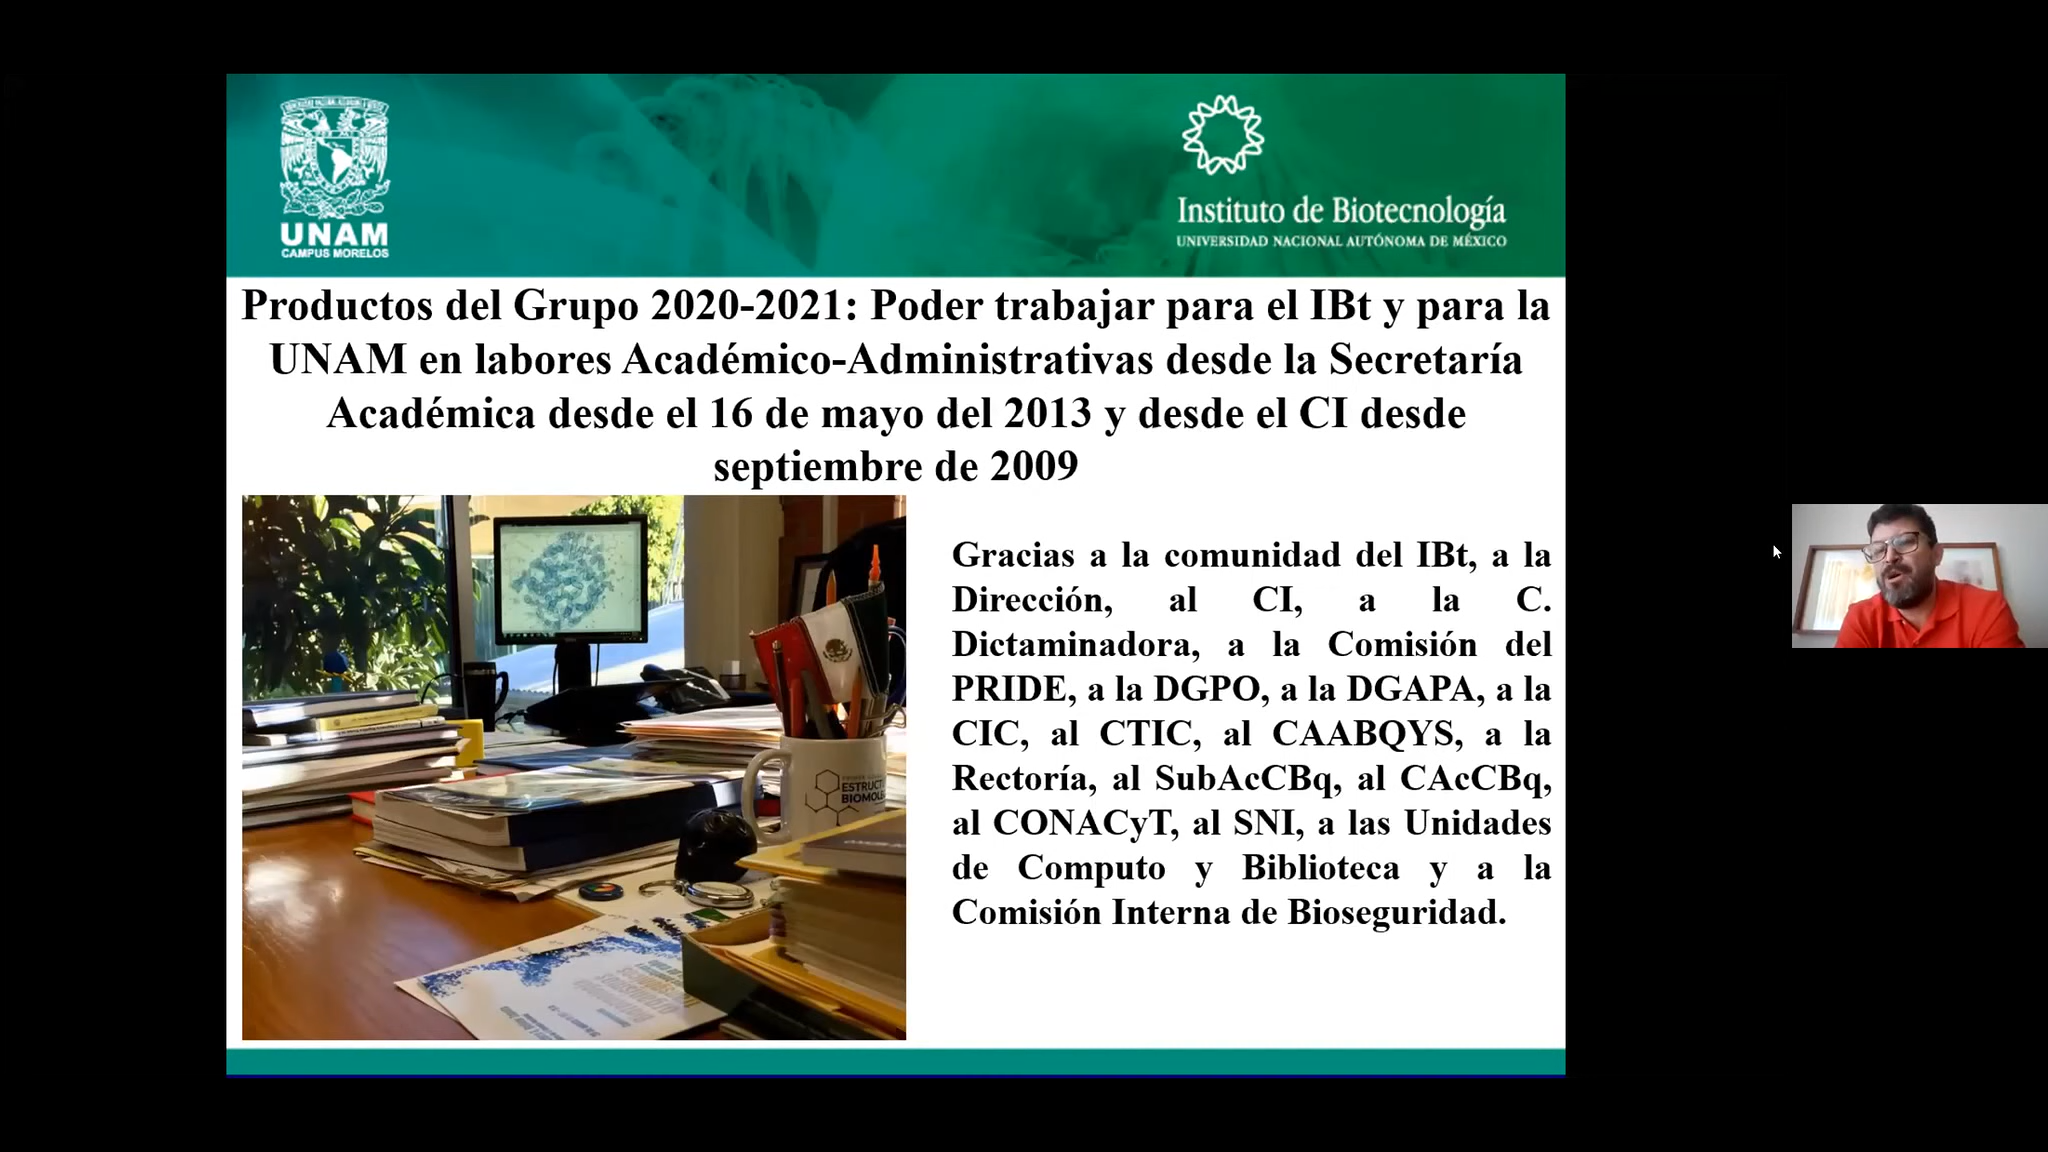 UNAM
CAMPUS MORELOS
Instituto de Biotecnología
UNIVERSIDAD NACIONAL AUTÓNOMA DE MÉXICO
Productos del Grupo 2020-2021: Poder trabajar para el IBt y para la
UNAM en labores Académico-Administrativas desde la Secretaría
Académica desde el 16 de mayo del 2013 y desde el CI desde
septiembre de 2009
Gracias a la comunidad del IBt, a la
Dirección, al CI, a la C.
Dictaminadora, a la Comisión del
PRIDE, a la DGPO, a la DGAPA, a la
CIC, al CTIC, al CAABQYS, a la
Rectoría, al SubAcCBq, al CAcCBq,
al CONACyT, al SNI, a las Unidades
de Computo y Biblioteca y a la
Comisión Interna de Bioseguridad.
ESTRUCT
BIOMOL